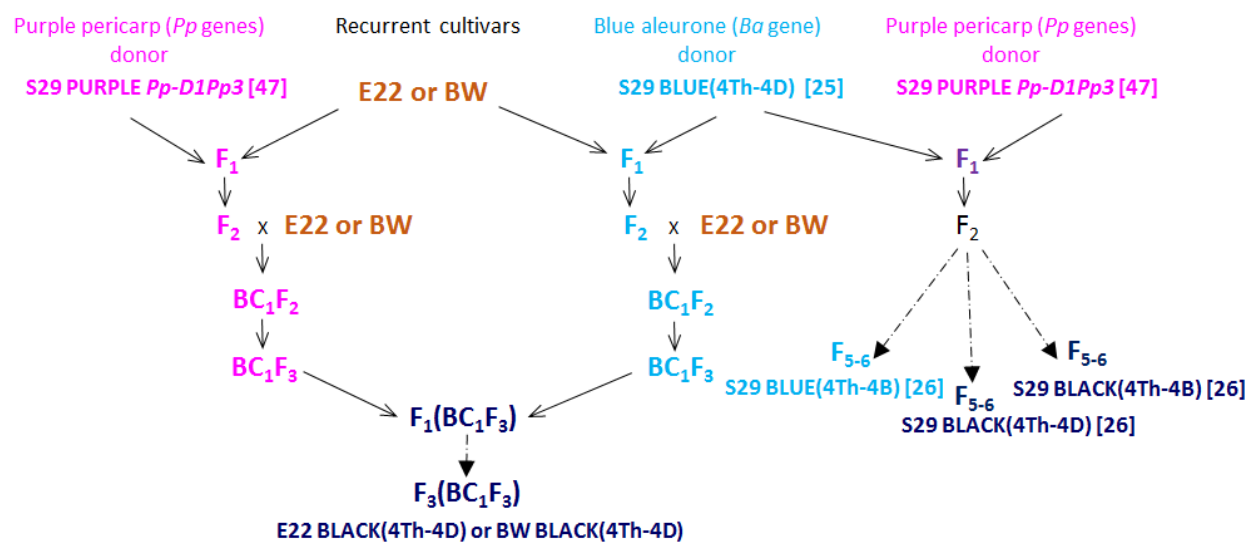 Purple pericarp (Pp genes) donor
S29 PURPLE Pp-D1Pp3 [47]
Recurrent cultivars
E22 or BW
Blue aleurone (Ba gene) donor
S29 BLUE(4Th-4D) [25]
Purple pericarp (Pp genes) donor
S29 PURPLE Pp-D1Pp3 [47]
F1
F1
F1
F2 x E22 or BW
F2 x E22 or BW
F2
BC1F2
BC1F2
BC1F3
BC1F3
F5-6
S29 BLUE(4Th-4B) [26]
F5-6
S29 BLACK(4Th-4D) [26]
F5-6
S29 BLACK(4Th-4B) [26]
F1(BC1F3)
F3(BC1F3)
E22 BLACK(4Th-4D) or BW BLACK(4Th-4D)